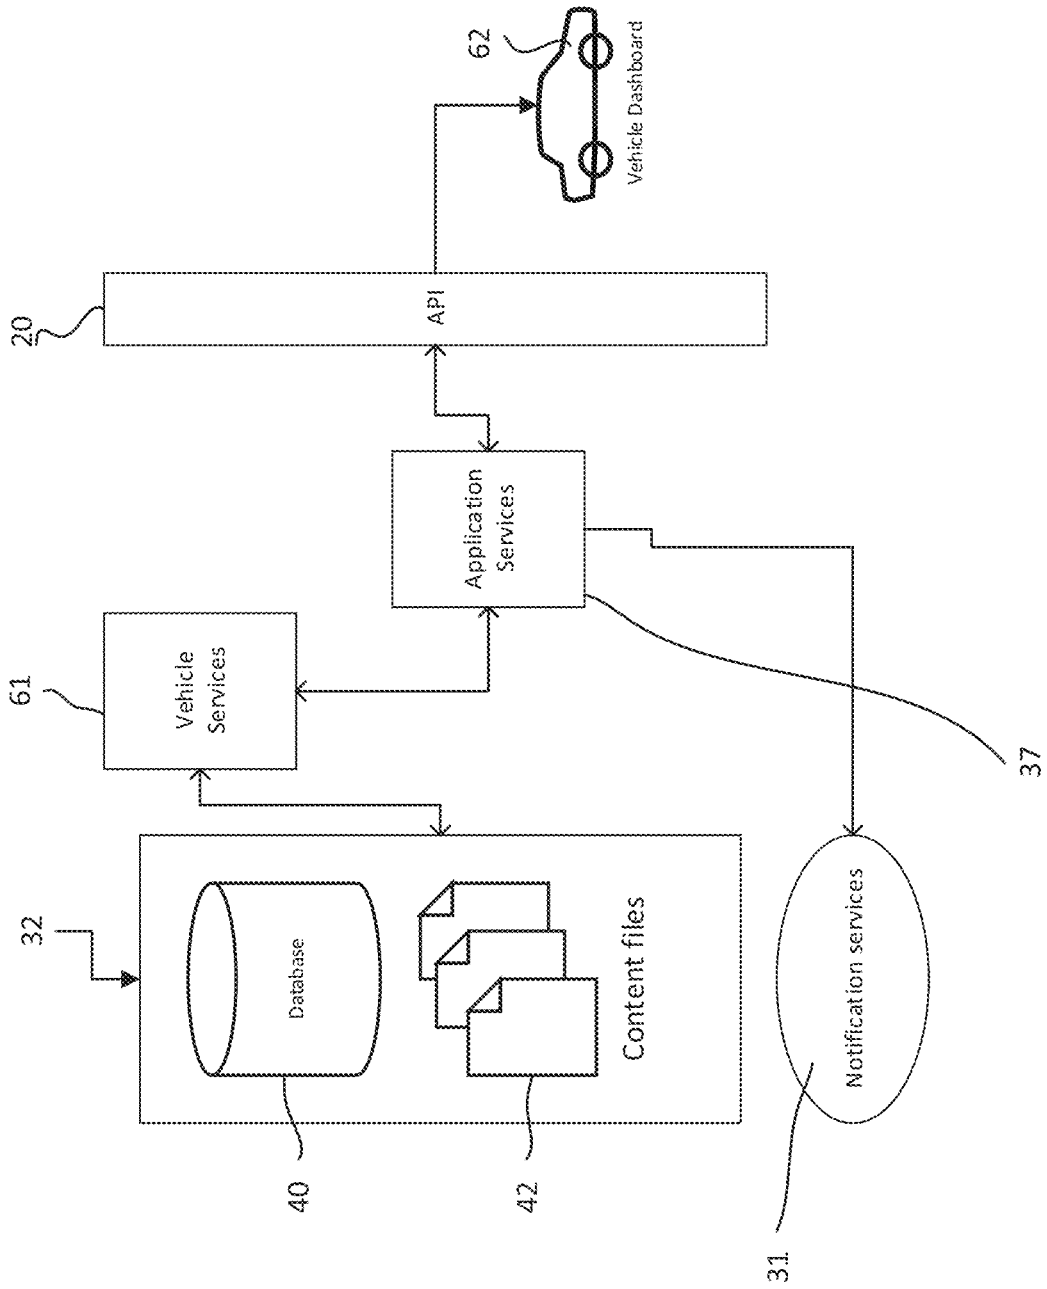 32
40
Database
42
Content files
61
Vehicle
Services
37
Application
Services
31
Notification services
20
API
62
Vehicle Dashboard